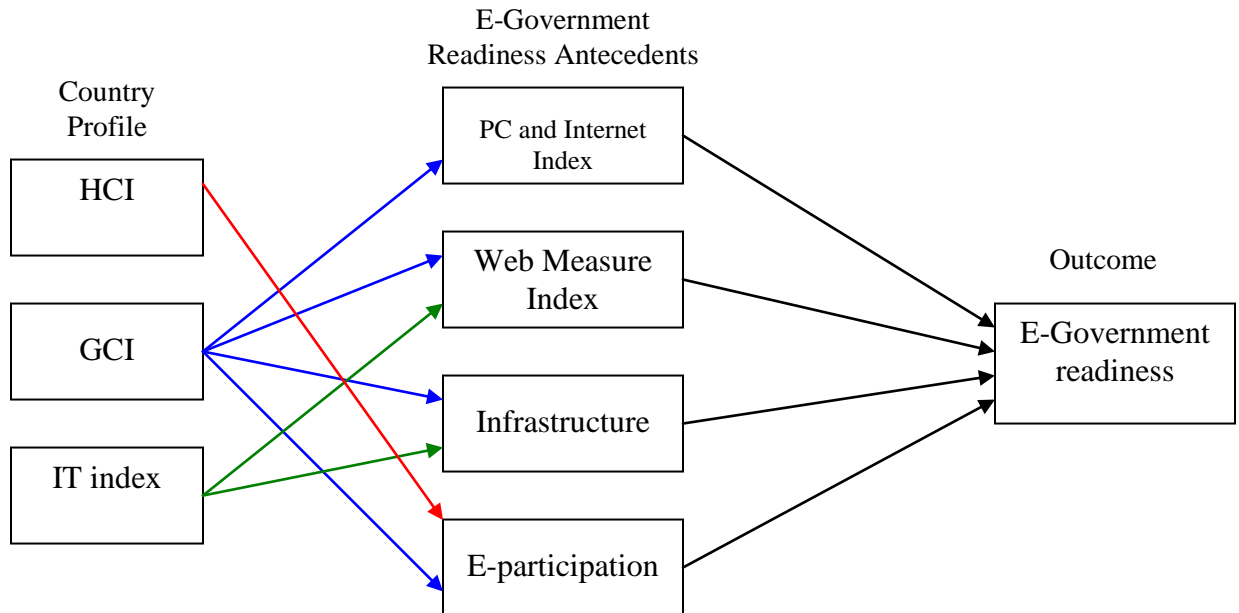 E-Government
Readiness Antecedents
Country
Profile
PC and Internet
Index
HCI
Web Measure
Index
Outcome
GCI
E-Government
readiness
Infrastructure
IT index
E-participation